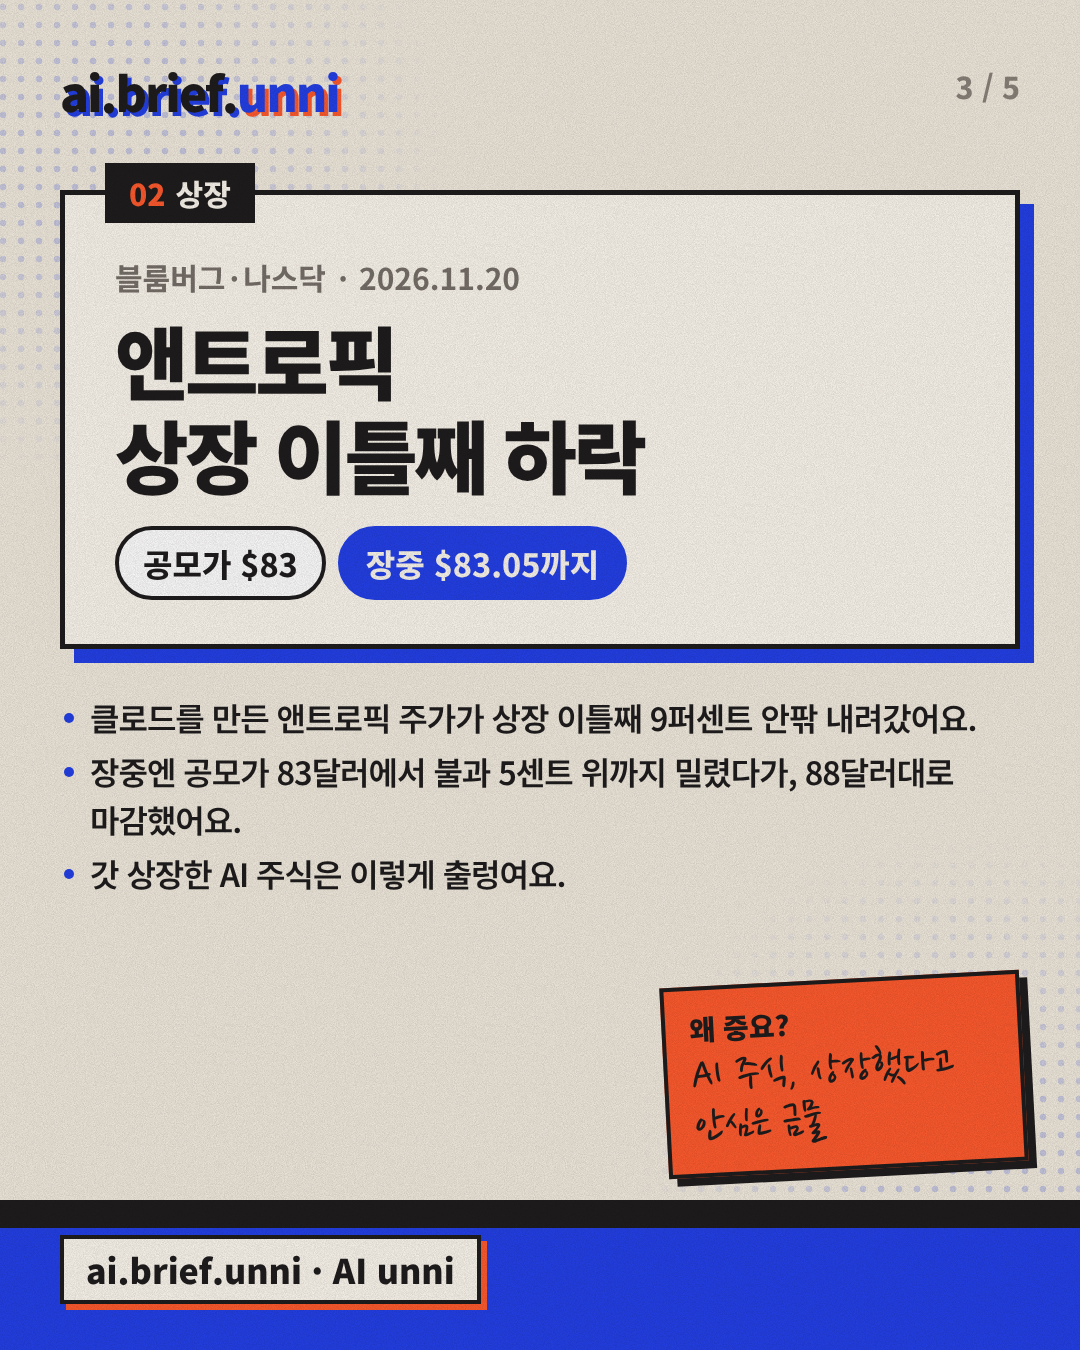 ai.brief.unni
3 / 5
02 상장
블룸버그·나스닥 · 2026.11.20
앤트로픽
상장 이틀째 하락
공모가 $83
장중 $83.05까지
클로드를 만든 앤트로픽 주가가 상장 이틀째 9퍼센트 안팎 내려갔어요.
장중엔 공모가 83달러에서 불과 5센트 위까지 밀렸다가, 88달러대로
마감했어요.
갓 상장한 AI 주식은 이렇게 출렁여요.
왜 중요?
AI 주식, 상장했다고
안심은 금물
ai.brief.unni · AI unni